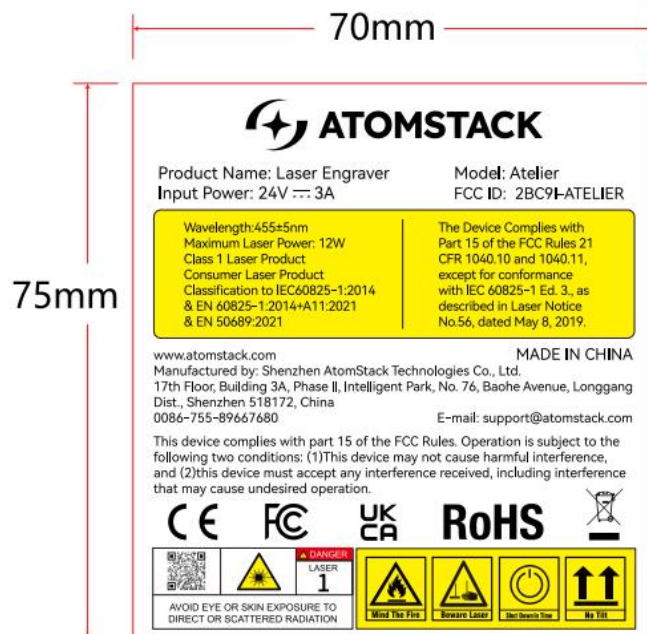 70mm
75mm
ATOMSTACK
Product Name: Laser Engraver
Model: Atelier
Input Power: 24V ⎓ 3A
FCC ID: 2BC9I-ATELIER
Wavelength:455±5nm
Maximum Laser Power: 12W
Class 1 Laser Product
Consumer Laser Product
Classification to IEC60825-1:2014
& EN 60825-1:2014+A11:2021
& EN 50689:2021
The Device Complies with
Part 15 of the FCC Rules 21
CFR 1040.10 and 1040.11,
except for conformance
with IEC 60825-1 Ed. 3., as
described in Laser Notice
No.56, dated May 8, 2019.
www.atomstack.com
MADE IN CHINA
Manufactured by: Shenzhen AtomStack Technologies Co., Ltd.
17th Floor, Building 3A, Phase II, Intelligent Park, No. 76, Baohe Avenue, Longgang
Dist., Shenzhen 518172, China
0086-755-89667680
E-mail: support@atomstack.com
This device complies with part 15 of the FCC Rules. Operation is subject to the
following two conditions: (1)This device may not cause harmful interference,
and (2)this device must accept any interference received, including interference
that may cause undesired operation.
CE
FC
UK
CA
RoHS
DANGER
LASER
1
AVOID EYE OR SKIN EXPOSURE TO
DIRECT OR SCATTERED RADIATION
Mind The Fire
Beware Laser
Shut Down In Time
No Tilt